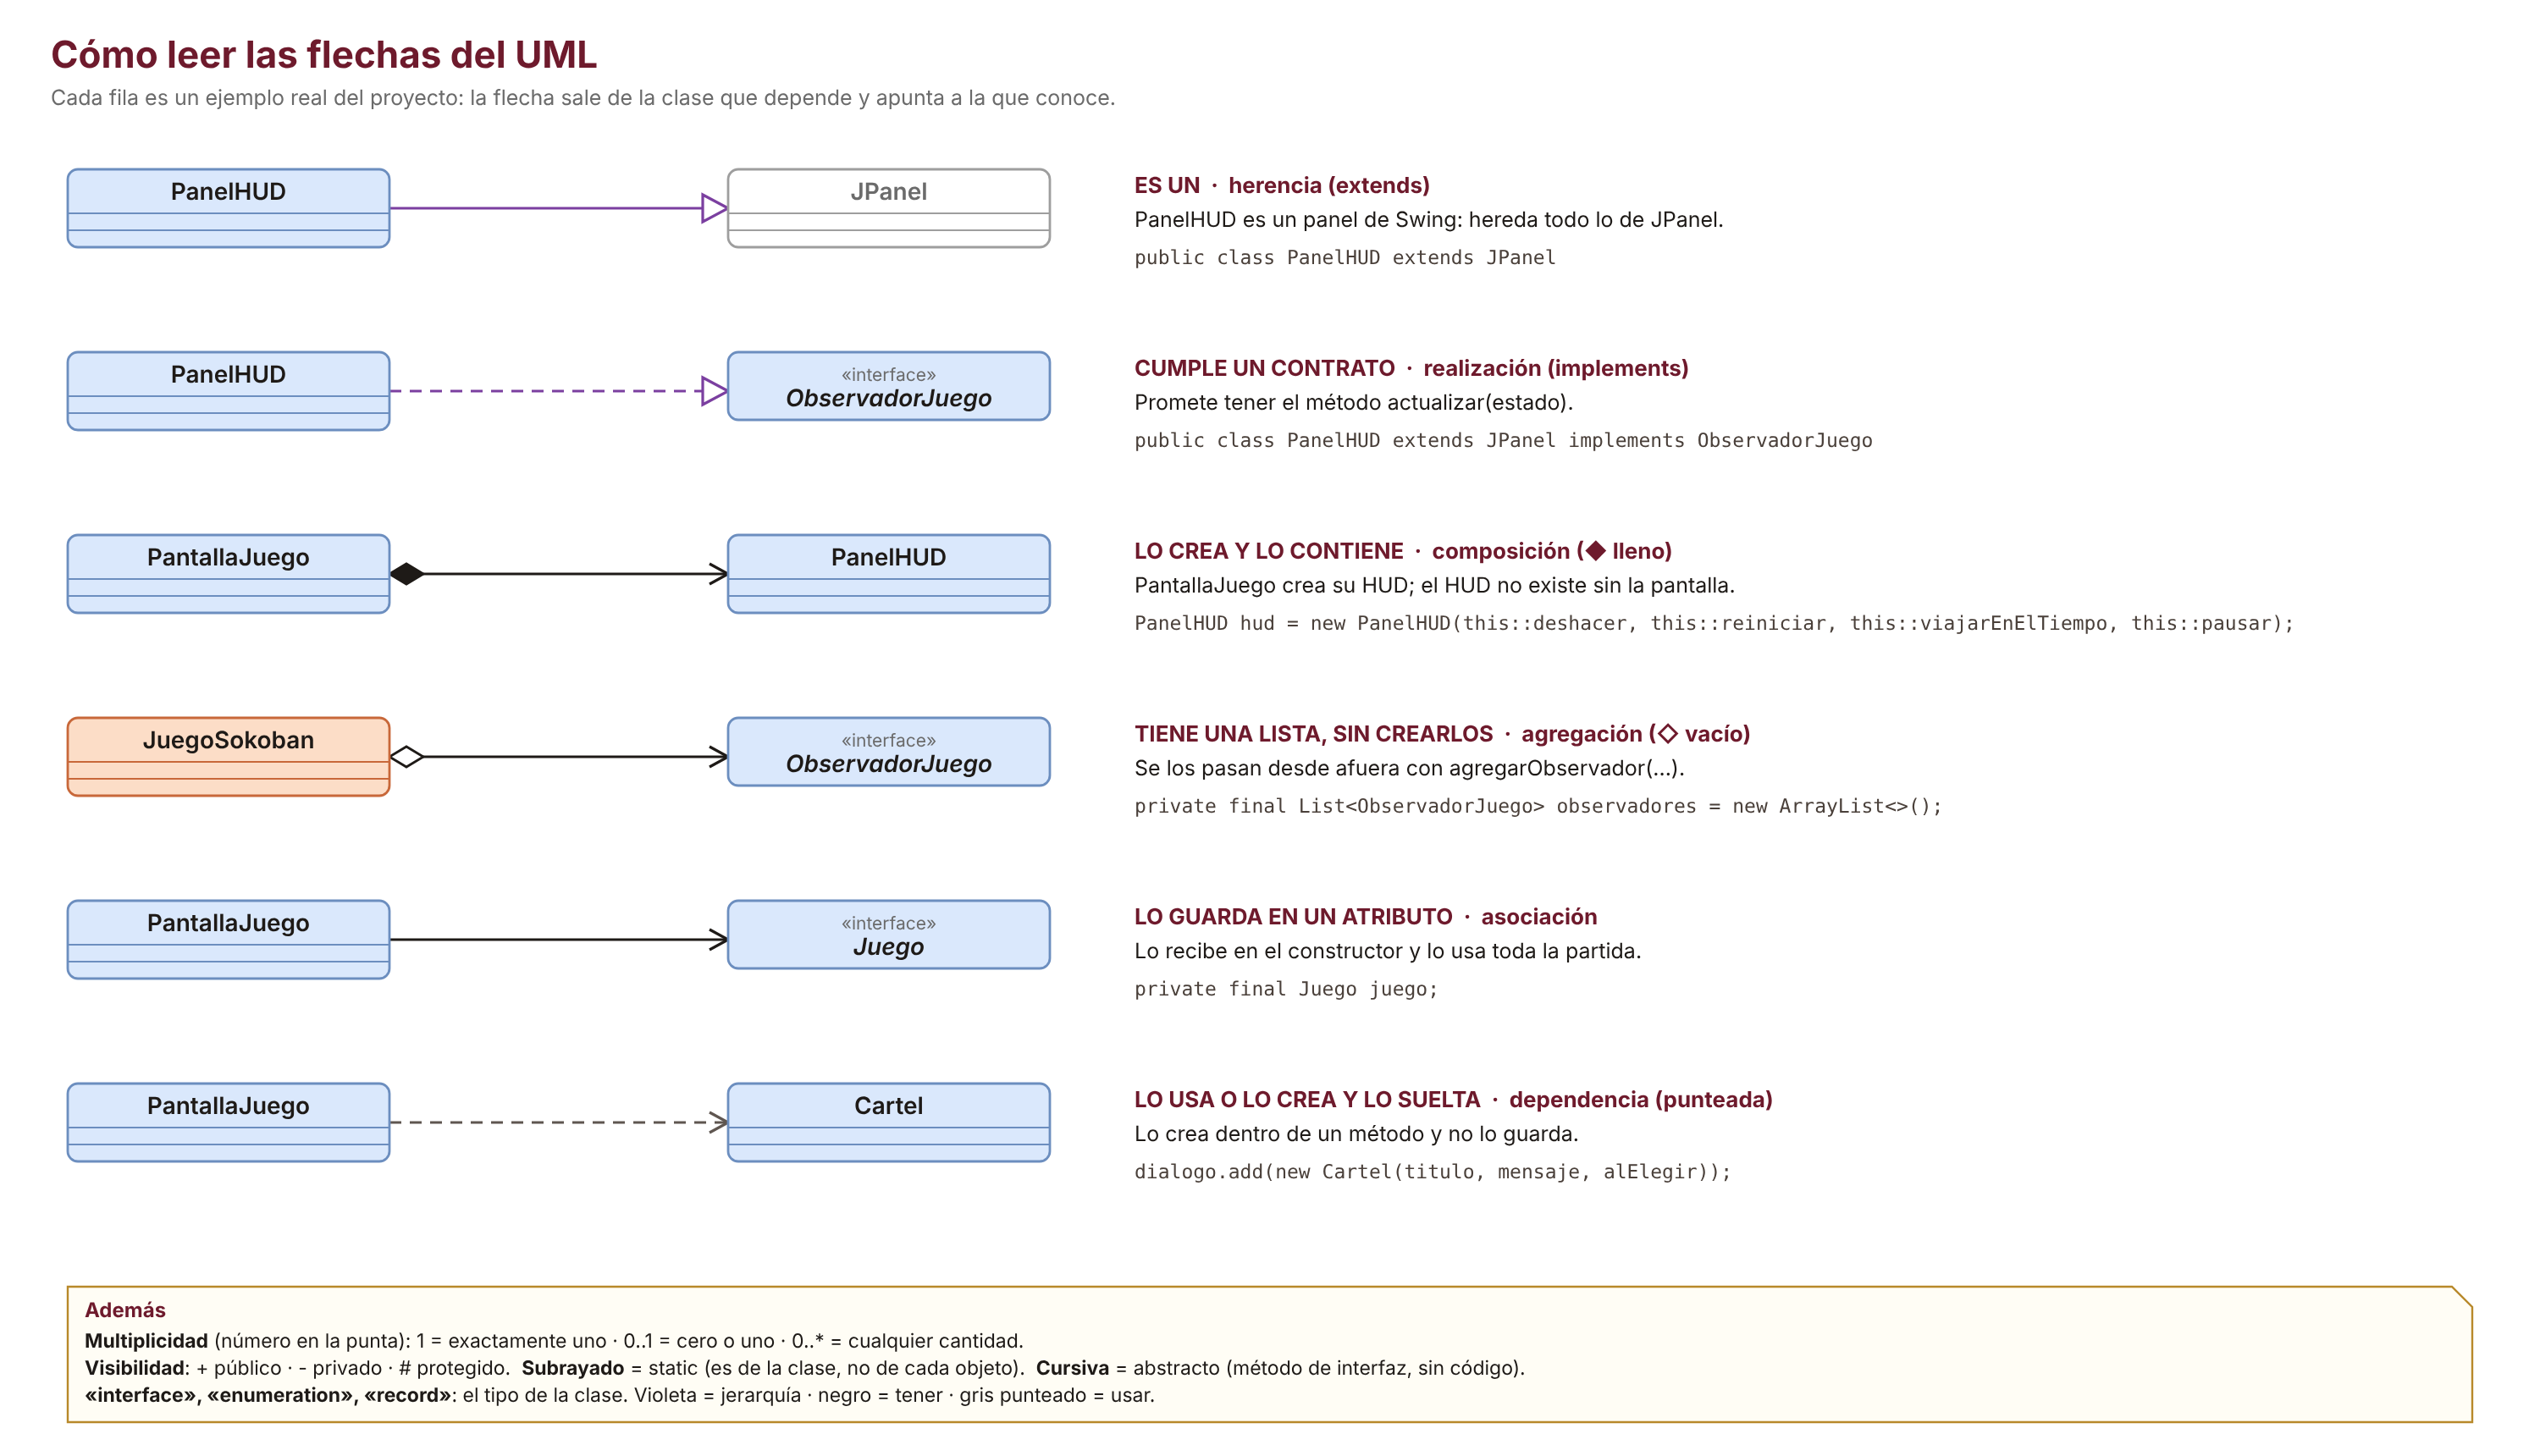 Cómo leer las flechas del UML
Cada fila es un ejemplo real del proyecto: la flecha sale de la clase que depende y apunta a la que conoce.
PanelHUD
JPanel
ES UN · herencia (extends)
PanelHUD es un panel de Swing: hereda todo lo de JPanel.
public class PanelHUD extends JPanel
PanelHUD
«interface»
ObservadorJuego
CUMPLE UN CONTRATO · realización (implements)
Promete tener el método actualizar(estado).
public class PanelHUD extends JPanel implements ObservadorJuego
PantallaJuego
PanelHUD
LO CREA Y LO CONTIENE · composición (◆ lleno)
PantallaJuego crea su HUD; el HUD no existe sin la pantalla.
PanelHUD hud = new PanelHUD(this::deshacer, this::reiniciar, this::viajarEnElTiempo, this::pausar);
JuegoSokoban
«interface»
ObservadorJuego
TIENE UNA LISTA, SIN CREARLOS · agregación (◇ vacío)
Se los pasan desde afuera con agregarObservador(...).
private final List<ObservadorJuego> observadores = new ArrayList<>();
PantallaJuego
«interface»
Juego
LO GUARDA EN UN ATRIBUTO · asociación
Lo recibe en el constructor y lo usa toda la partida.
private final Juego juego;
PantallaJuego
Cartel
LO USA O LO CREA Y LO SUELTA · dependencia (punteada)
Lo crea dentro de un método y no lo guarda.
dialogo.add(new Cartel(titulo, mensaje, alElegir));
Además
Multiplicidad (número en la punta): 1 = exactamente uno · 0..1 = cero o uno · 0..* = cualquier cantidad.
Visibilidad: + público · - privado · # protegido. Subrayado = static (es de la clase, no de cada objeto). Cursiva = abstracto (método de interfaz, sin código).
«interface», «enumeration», «record»: el tipo de la clase. Violeta = jerarquía · negro = tener · gris punteado = usar.